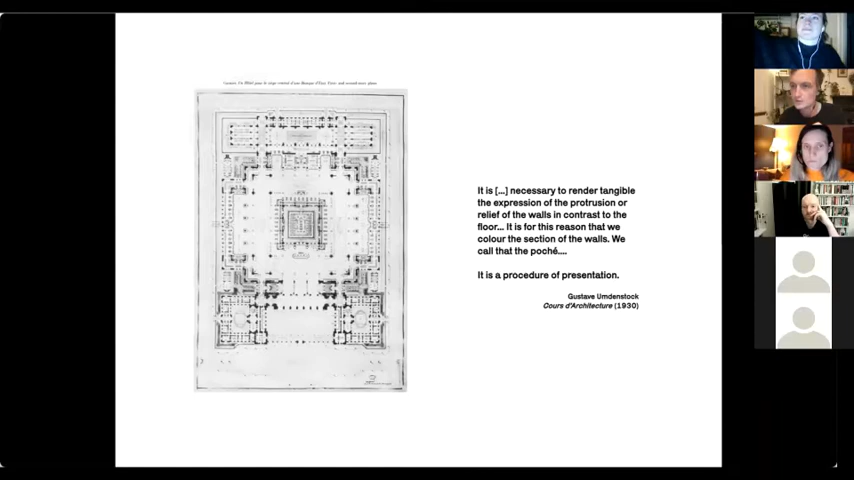 It is [...] necessary to render tangible
the expression of the protrusion or
relief of the walls in contrast to the
floor... It is for this reason that we
colour the section of the walls. We
call that the poché....
It is a procedure of presentation.
Gustave Umdenstock
Cours d'Architecture (1930)